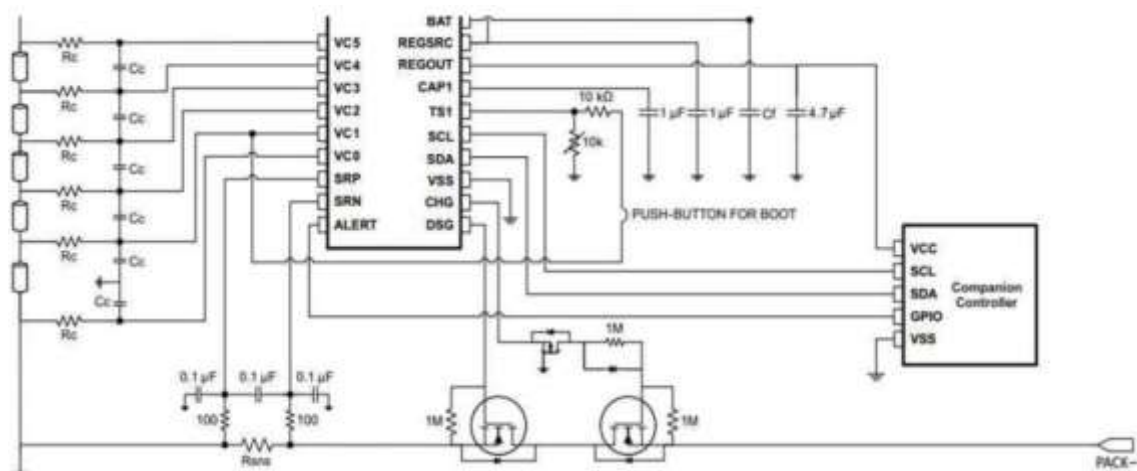 BAT
VC5
REGSRC
VC4
REGOUT
VC3
CAP1
VC2
TS1
VC1
SCL
VC0
SDA
SRP
VSS
SRN
CHG
ALERT
DSG
Rc
Rc
Rc
Rc
Rc
Rc
Cc
Cc
Cc
Cc
Cc
Cc
10 kΩ
10k
1 µF
1 µF
Cf
4.7 µF
PUSH-BUTTON FOR BOOT
VCC
SCL
SDA
GPIO
VSS
Companion
Controller
1M
0.1 µF
0.1 µF
0.1 µF
100
100
1M
1M
Rsns
PACK–